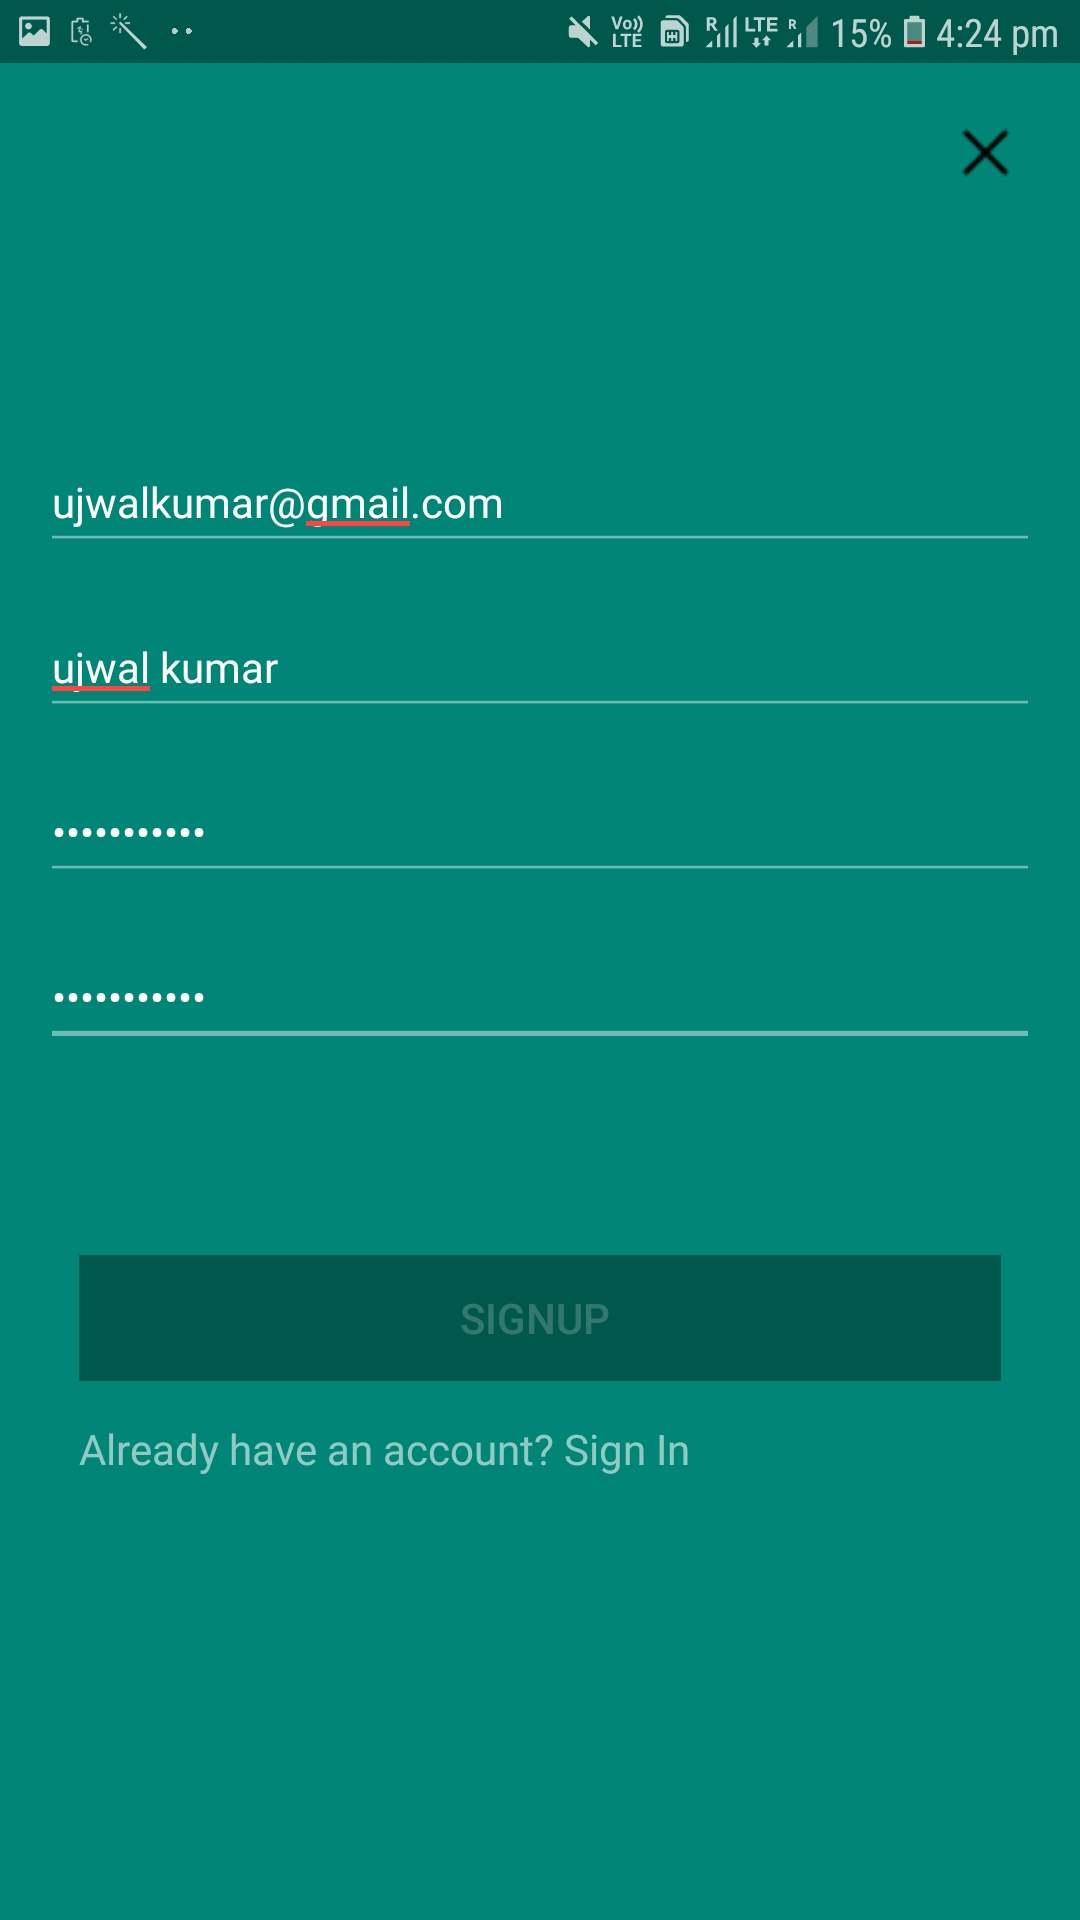 R LTE R 15% 4:24 pm
Vo)) LTE
ujwalkumar@gmail.com
ujwal kumar
•••••••••••
•••••••••••
SIGNUP
Already have an account? Sign In